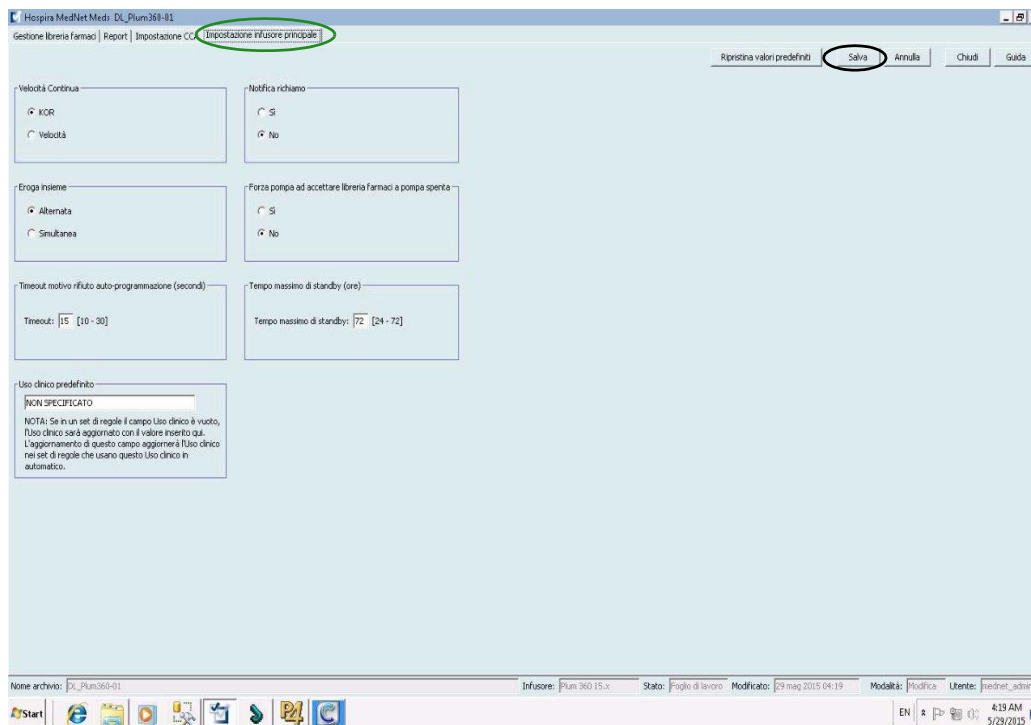 Hospira MedNet Meds DL_Plum360-01
Gestione libreria farmaci Report Impostazione CCA Impostazione infusore principale
Ripristina valori predefiniti Salva Annulla Chiudi Guida
Velocità Continua
KOR
Velocità
Notifica richiamo
Sì
No
Eroga insieme
Alternata
Simultanea
Forza pompa ad accettare libreria farmaci a pompa spenta
Sì
No
Timeout motivo rifiuto auto-programmazione (secondi)
Timeout: 15 [10 - 30]
Tempo massimo di standby (ore)
Tempo massimo di standby: 72 [24 - 72]
Uso clinico predefinito
NON SPECIFICATO
NOTA: Se in un set di regole il campo Uso clinico è vuoto,
l'Uso clinico sarà aggiornato con il valore inserito qui.
L'aggiornamento di questo campo aggiornerà l'Uso clinico
nei set di regole che usano questo Uso clinico in
automatico.
Nome archivio: DL_Plum360-01 Infusore: Plum 360 15.x Stato: Foglio di lavoro Modificato: 29 mag 2015 04:19 Modalità: Modifica Utente: mednet_admin
Start EN 4:19 AM
5/29/2015